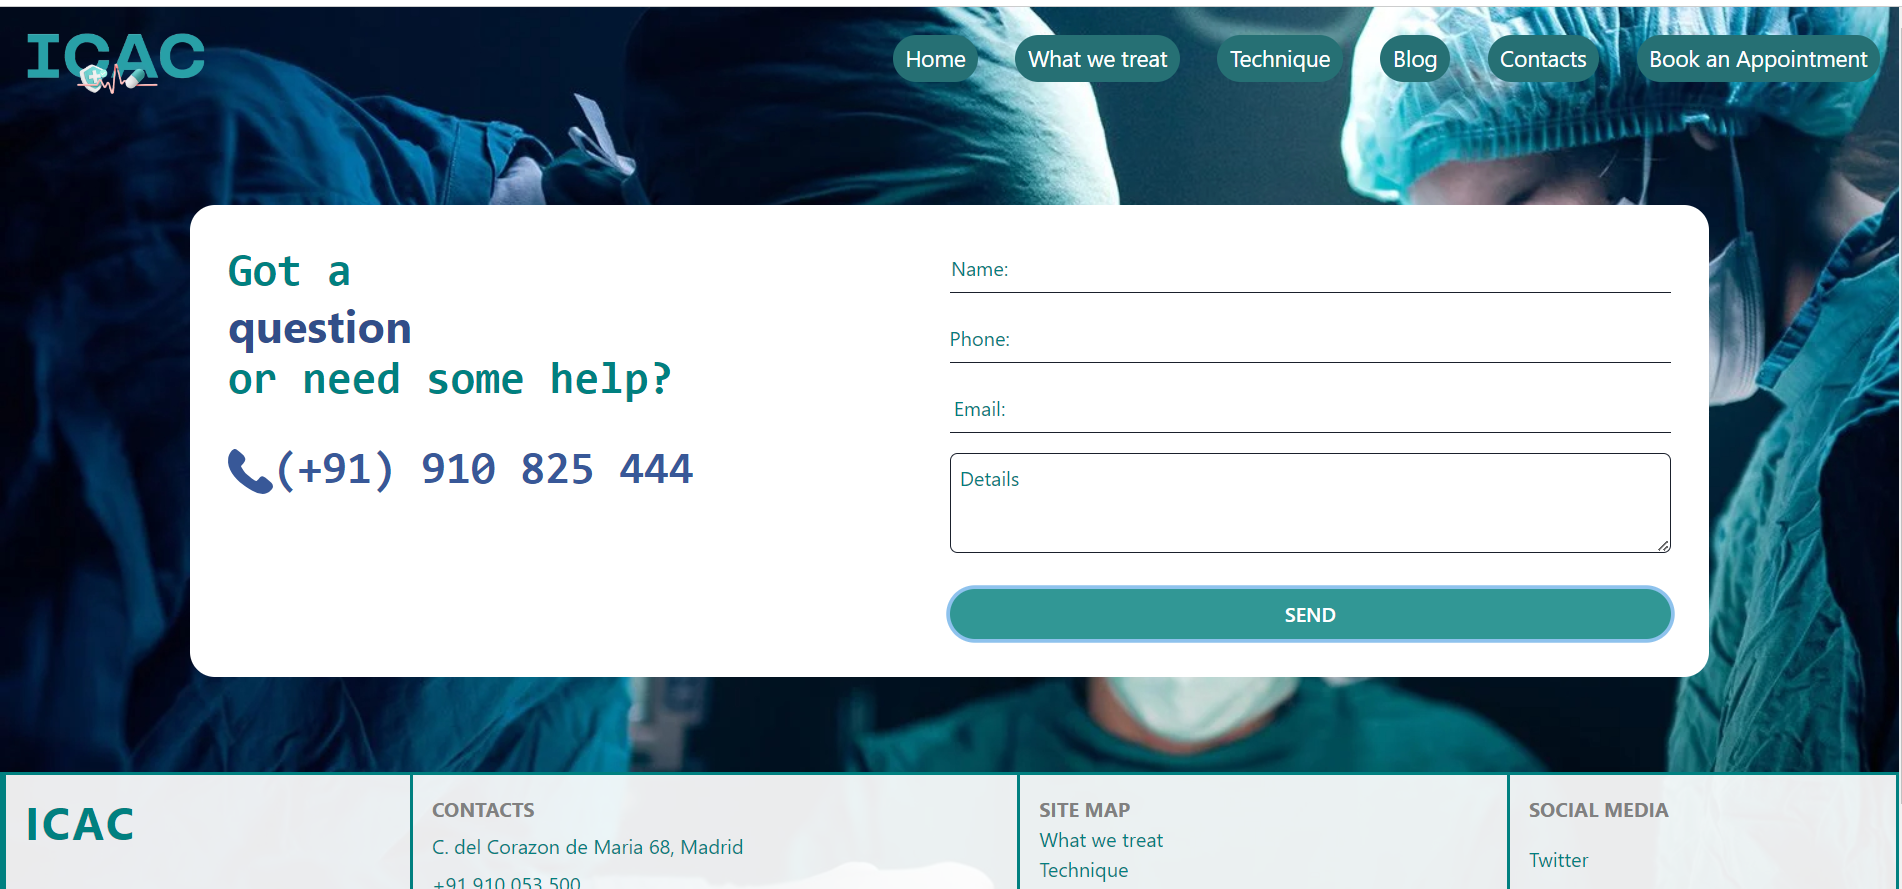 ICAC
Home
What we treat
Technique
Blog
Contacts
Book an Appointment
Got a
question
or need some help?
(+91) 910 825 444
Name:
Phone:
Email:
Details
SEND
ICAC
CONTACTS
C. del Corazon de Maria 68, Madrid
+91 910 053 500
SITE MAP
What we treat
Technique
SOCIAL MEDIA
Twitter